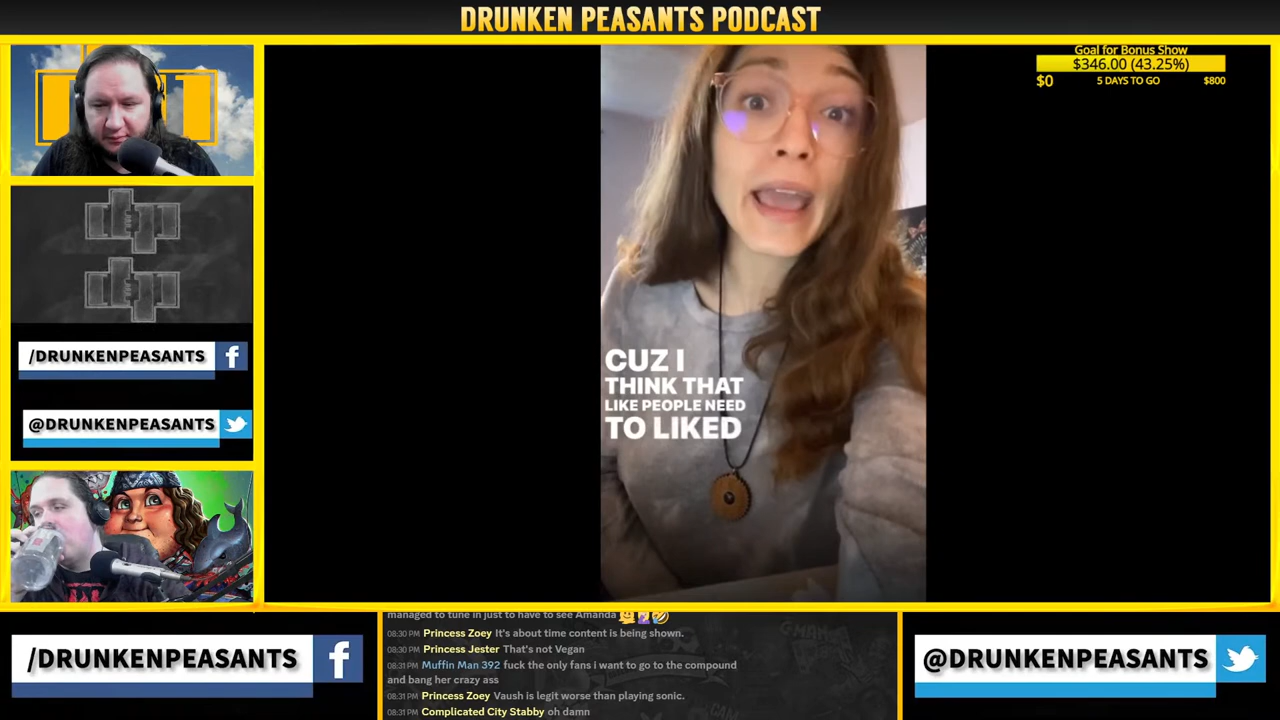 DRUNKEN PEASANTS PODCAST
Goal for Bonus Show
$346.00 (43.25%)
$0
5 DAYS TO GO
$800
/DRUNKENPEASANTS
@DRUNKENPEASANTS
CUZ I
THINK THAT
LIKE PEOPLE NEED
TO LIKED
managed to tune in just to have to see Amanda
08:30 PM Princess Zoey It's about time content is being shown.
08:30 PM Princess Jester That's not Vegan
08:31 PM Muffin Man 392 fuck the only fans i want to go to the compound
and bang her crazy ass
08:31 PM Princess Zoey Vaush is legit worse than playing sonic.
08:31 PM Complicated City Stabby oh damn
/DRUNKENPEASANTS
@DRUNKENPEASANTS